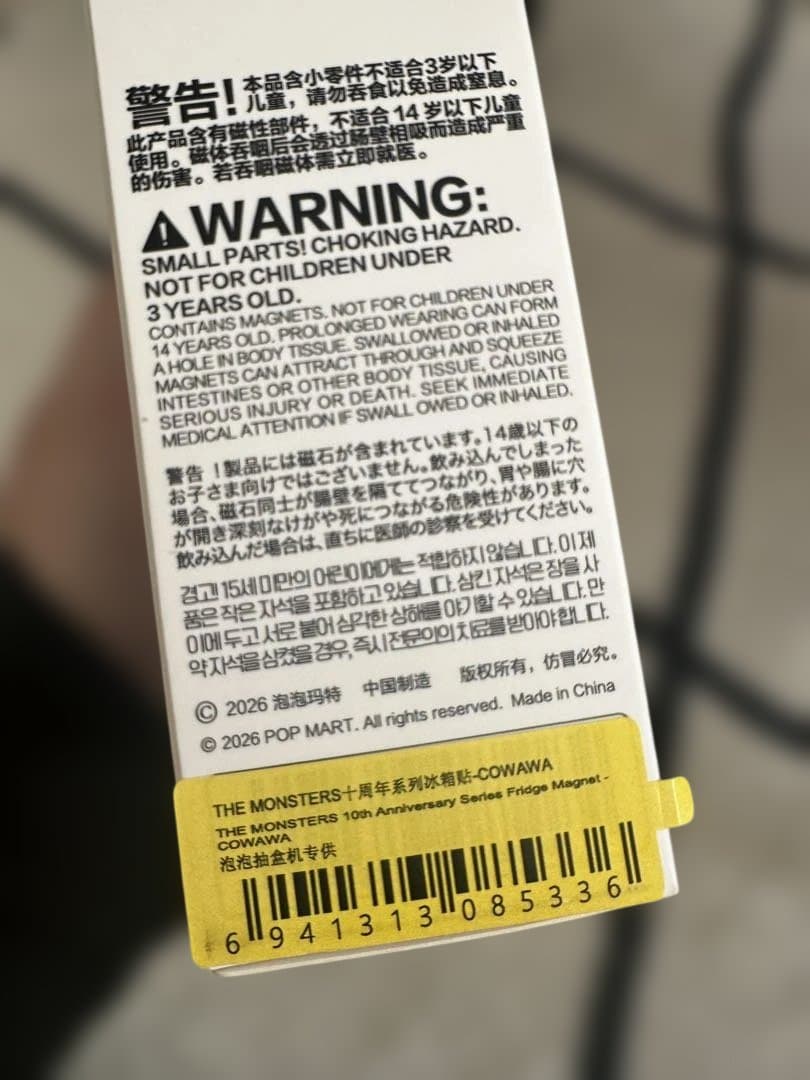 警告!
本品含小零件不适合3岁以下
儿童，请勿吞食以免造成窒息。
此产品含有磁性部件，不适合 14 岁以下儿童
使用。磁体吞咽后会透过肠壁相吸而造成严重
的伤害。若吞咽磁体需立即就医。
WARNING:
SMALL PARTS! CHOKING HAZARD.
NOT FOR CHILDREN UNDER
3 YEARS OLD.
CONTAINS MAGNETS. NOT FOR CHILDREN UNDER
14 YEARS OLD. PROLONGED WEARING CAN FORM
A HOLE IN BODY TISSUE. SWALLOWED OR INHALED
MAGNETS CAN ATTRACT THROUGH AND SQUEEZE
INTESTINES OR OTHER BODY TISSUE, CAUSING
SERIOUS INJURY OR DEATH. SEEK IMMEDIATE
MEDICAL ATTENTION IF SWALL OWED OR INHALED.
警告！製品には磁石が含まれています。14歳以下の
お子さま向けではございません。飲み込んでしまった
場合、磁石同士が腸壁を隔ててつながり、胃や腸に穴
が開き深刻なけがや死につながる危険性があります。
飲み込んだ場合は、直ちに医師の診察を受けてください。
경고! 15세 미만의 어린이에게는 적합하지 않습니다. 이 제
품은 작은 자석을 포함하고 있습니다. 삼킨 자석은 장을 사
이에 두고 서로 붙어 심각한 상해를 야기할 수 있습니다. 만
약 자석을 삼켰을 경우, 즉시 전문의의 치료를 받아야 합니다.
© 2026 泡泡玛特 中国制造 版权所有，仿冒必究。
© 2026 POP MART. All rights reserved. Made in China
THE MONSTERS十周年系列冰箱贴-COWAWA
THE MONSTERS 10th Anniversary Series Fridge Magnet -
COWAWA
泡泡抽盒机专供
6 941313 085336